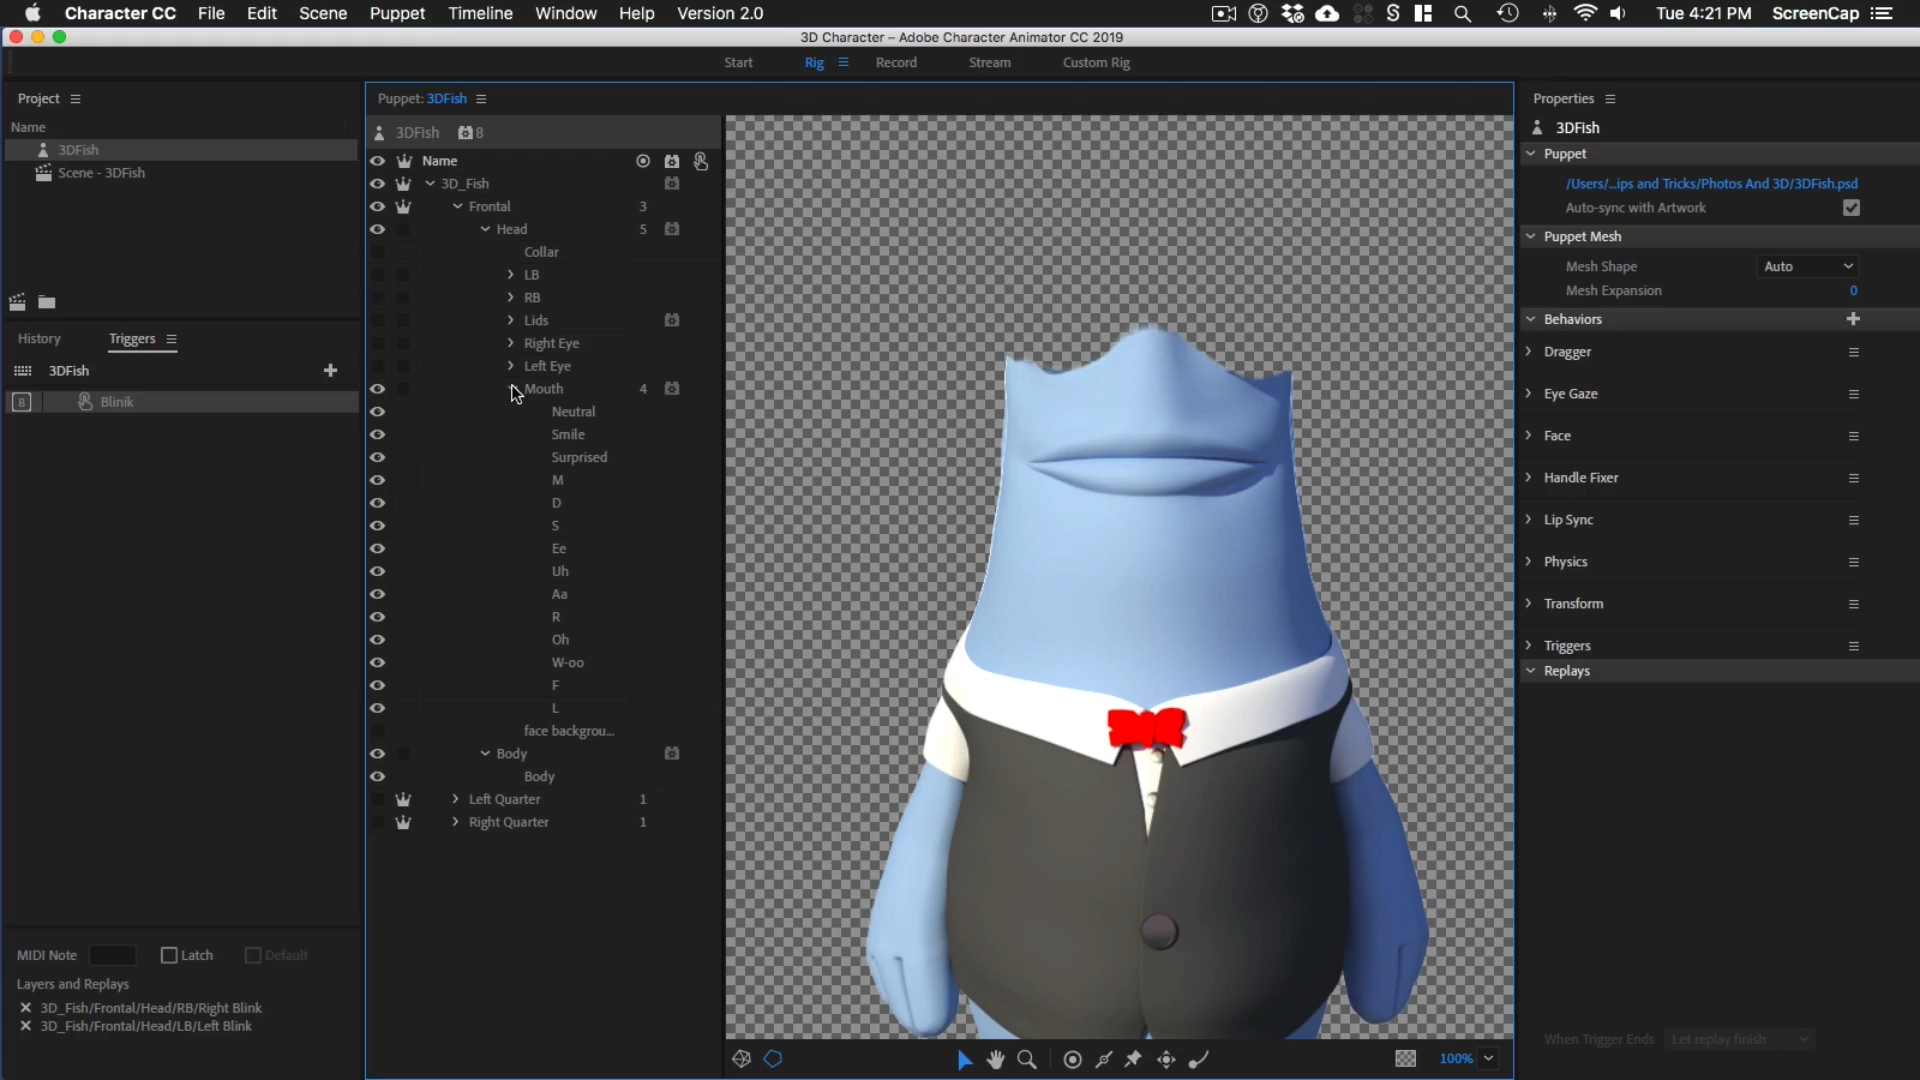 Character CC File Edit Scene Puppet Timeline Window Help Version 2.0 Tue 4:21 PM ScreenCap
3D Character – Adobe Character Animator CC 2019
Start Rig Record Stream Custom Rig
Project
Name
3DFish
Scene - 3DFish
History Triggers
3DFish
8 Blinik
MIDI Note Latch Default
Layers and Replays
3D_Fish/Frontal/Head/RB/Right Blink
3D_Fish/Frontal/Head/LB/Left Blink
Puppet: 3DFish
3DFish 8
Name
3D_Fish
Frontal 3
Head 5
Collar
LB
RB
Lids
Right Eye
Left Eye
Mouth 4
Neutral
Smile
Surprised
M
D
S
Ee
Uh
Aa
R
Oh
W-oo
F
L
face backgrou...
Body
Body
Left Quarter 1
Right Quarter 1
100%
Properties
3DFish
Puppet
/Users/...ips and Tricks/Photos And 3D/3DFish.psd
Auto-sync with Artwork
Puppet Mesh
Mesh Shape Auto
Mesh Expansion 0
Behaviors
Dragger
Eye Gaze
Face
Handle Fixer
Lip Sync
Physics
Transform
Triggers
Replays
When Trigger Ends Let replay finish